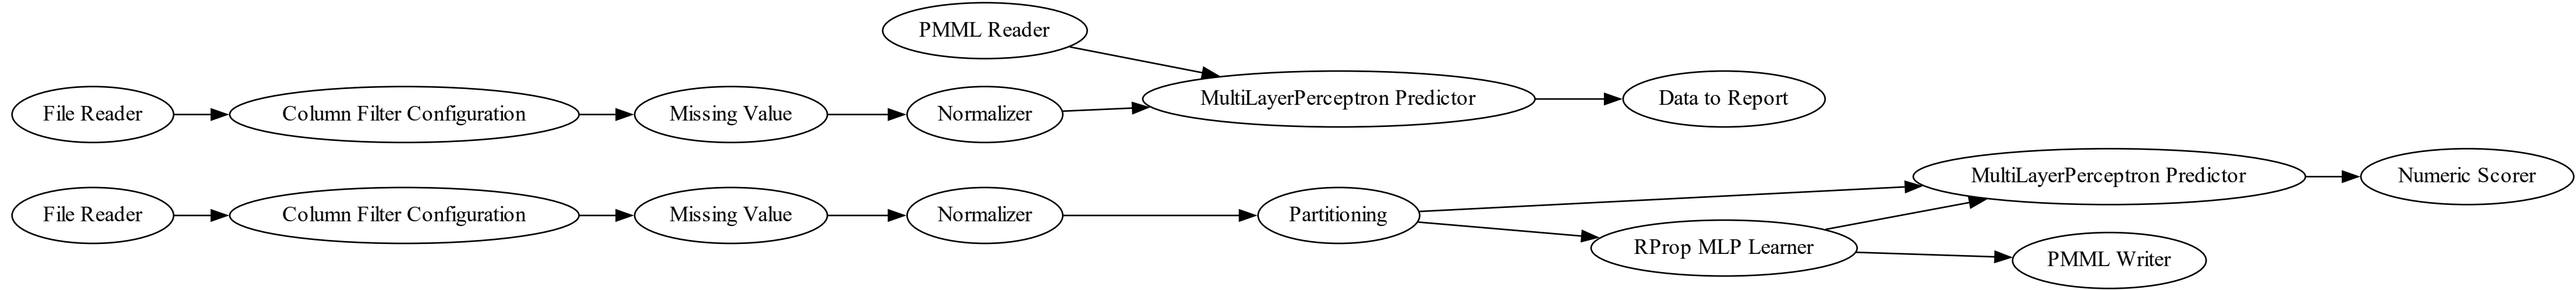 PMML Reader
File Reader
Column Filter Configuration
Missing Value
Normalizer
MultiLayerPerceptron Predictor
Data to Report
File Reader
Column Filter Configuration
Missing Value
Normalizer
Partitioning
MultiLayerPerceptron Predictor
Numeric Scorer
RProp MLP Learner
PMML Writer